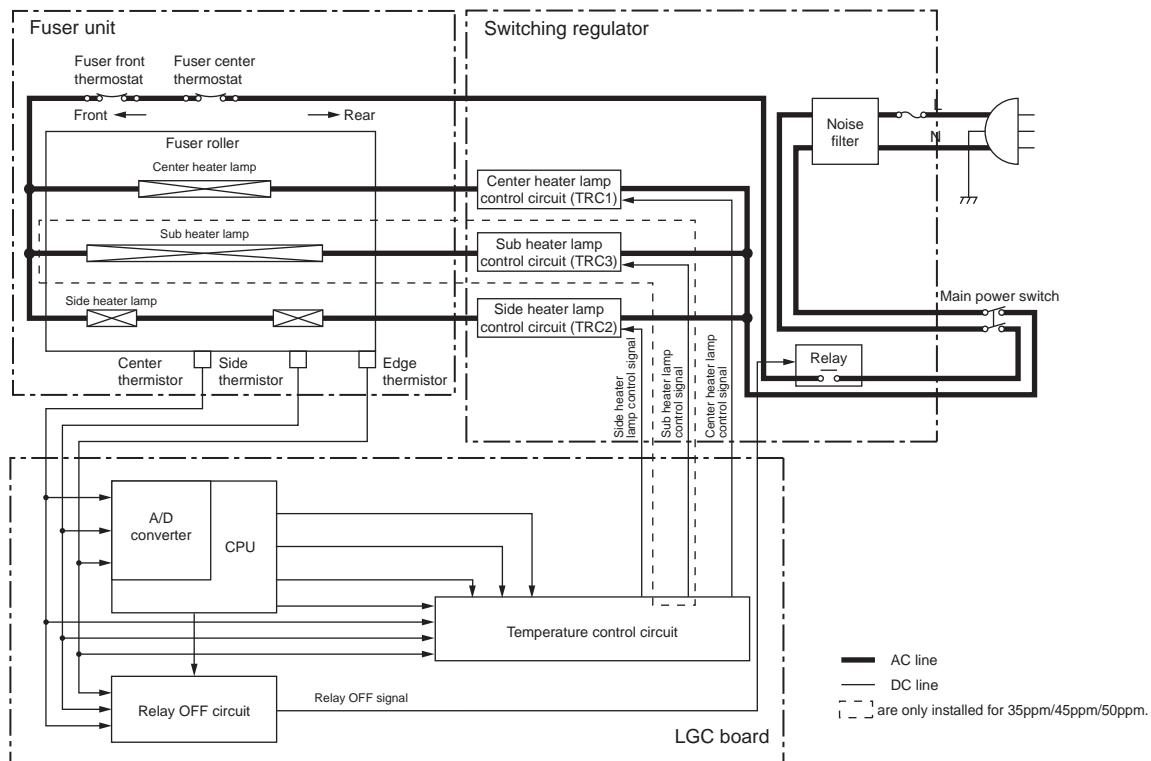 Fuser unit
Switching regulator
Fuser front
thermostat
Fuser center
thermostat
Front
Rear
Fuser roller
Center heater lamp
Sub heater lamp
Side heater lamp
Center heater lamp
control circuit (TRC1)
Sub heater lamp
control circuit (TRC3)
Side heater lamp
control circuit (TRC2)
Noise
filter
L
N
Main power switch
Relay
Center
thermistor
Side
thermistor
Edge
thermistor
Side heater
lamp control signal
Sub heater lamp
control signal
Center heater lamp
control signal
A/D
converter
CPU
Temperature control circuit
Relay OFF circuit
Relay OFF signal
LGC board
AC line
DC line
are only installed for 35ppm/45ppm/50ppm.